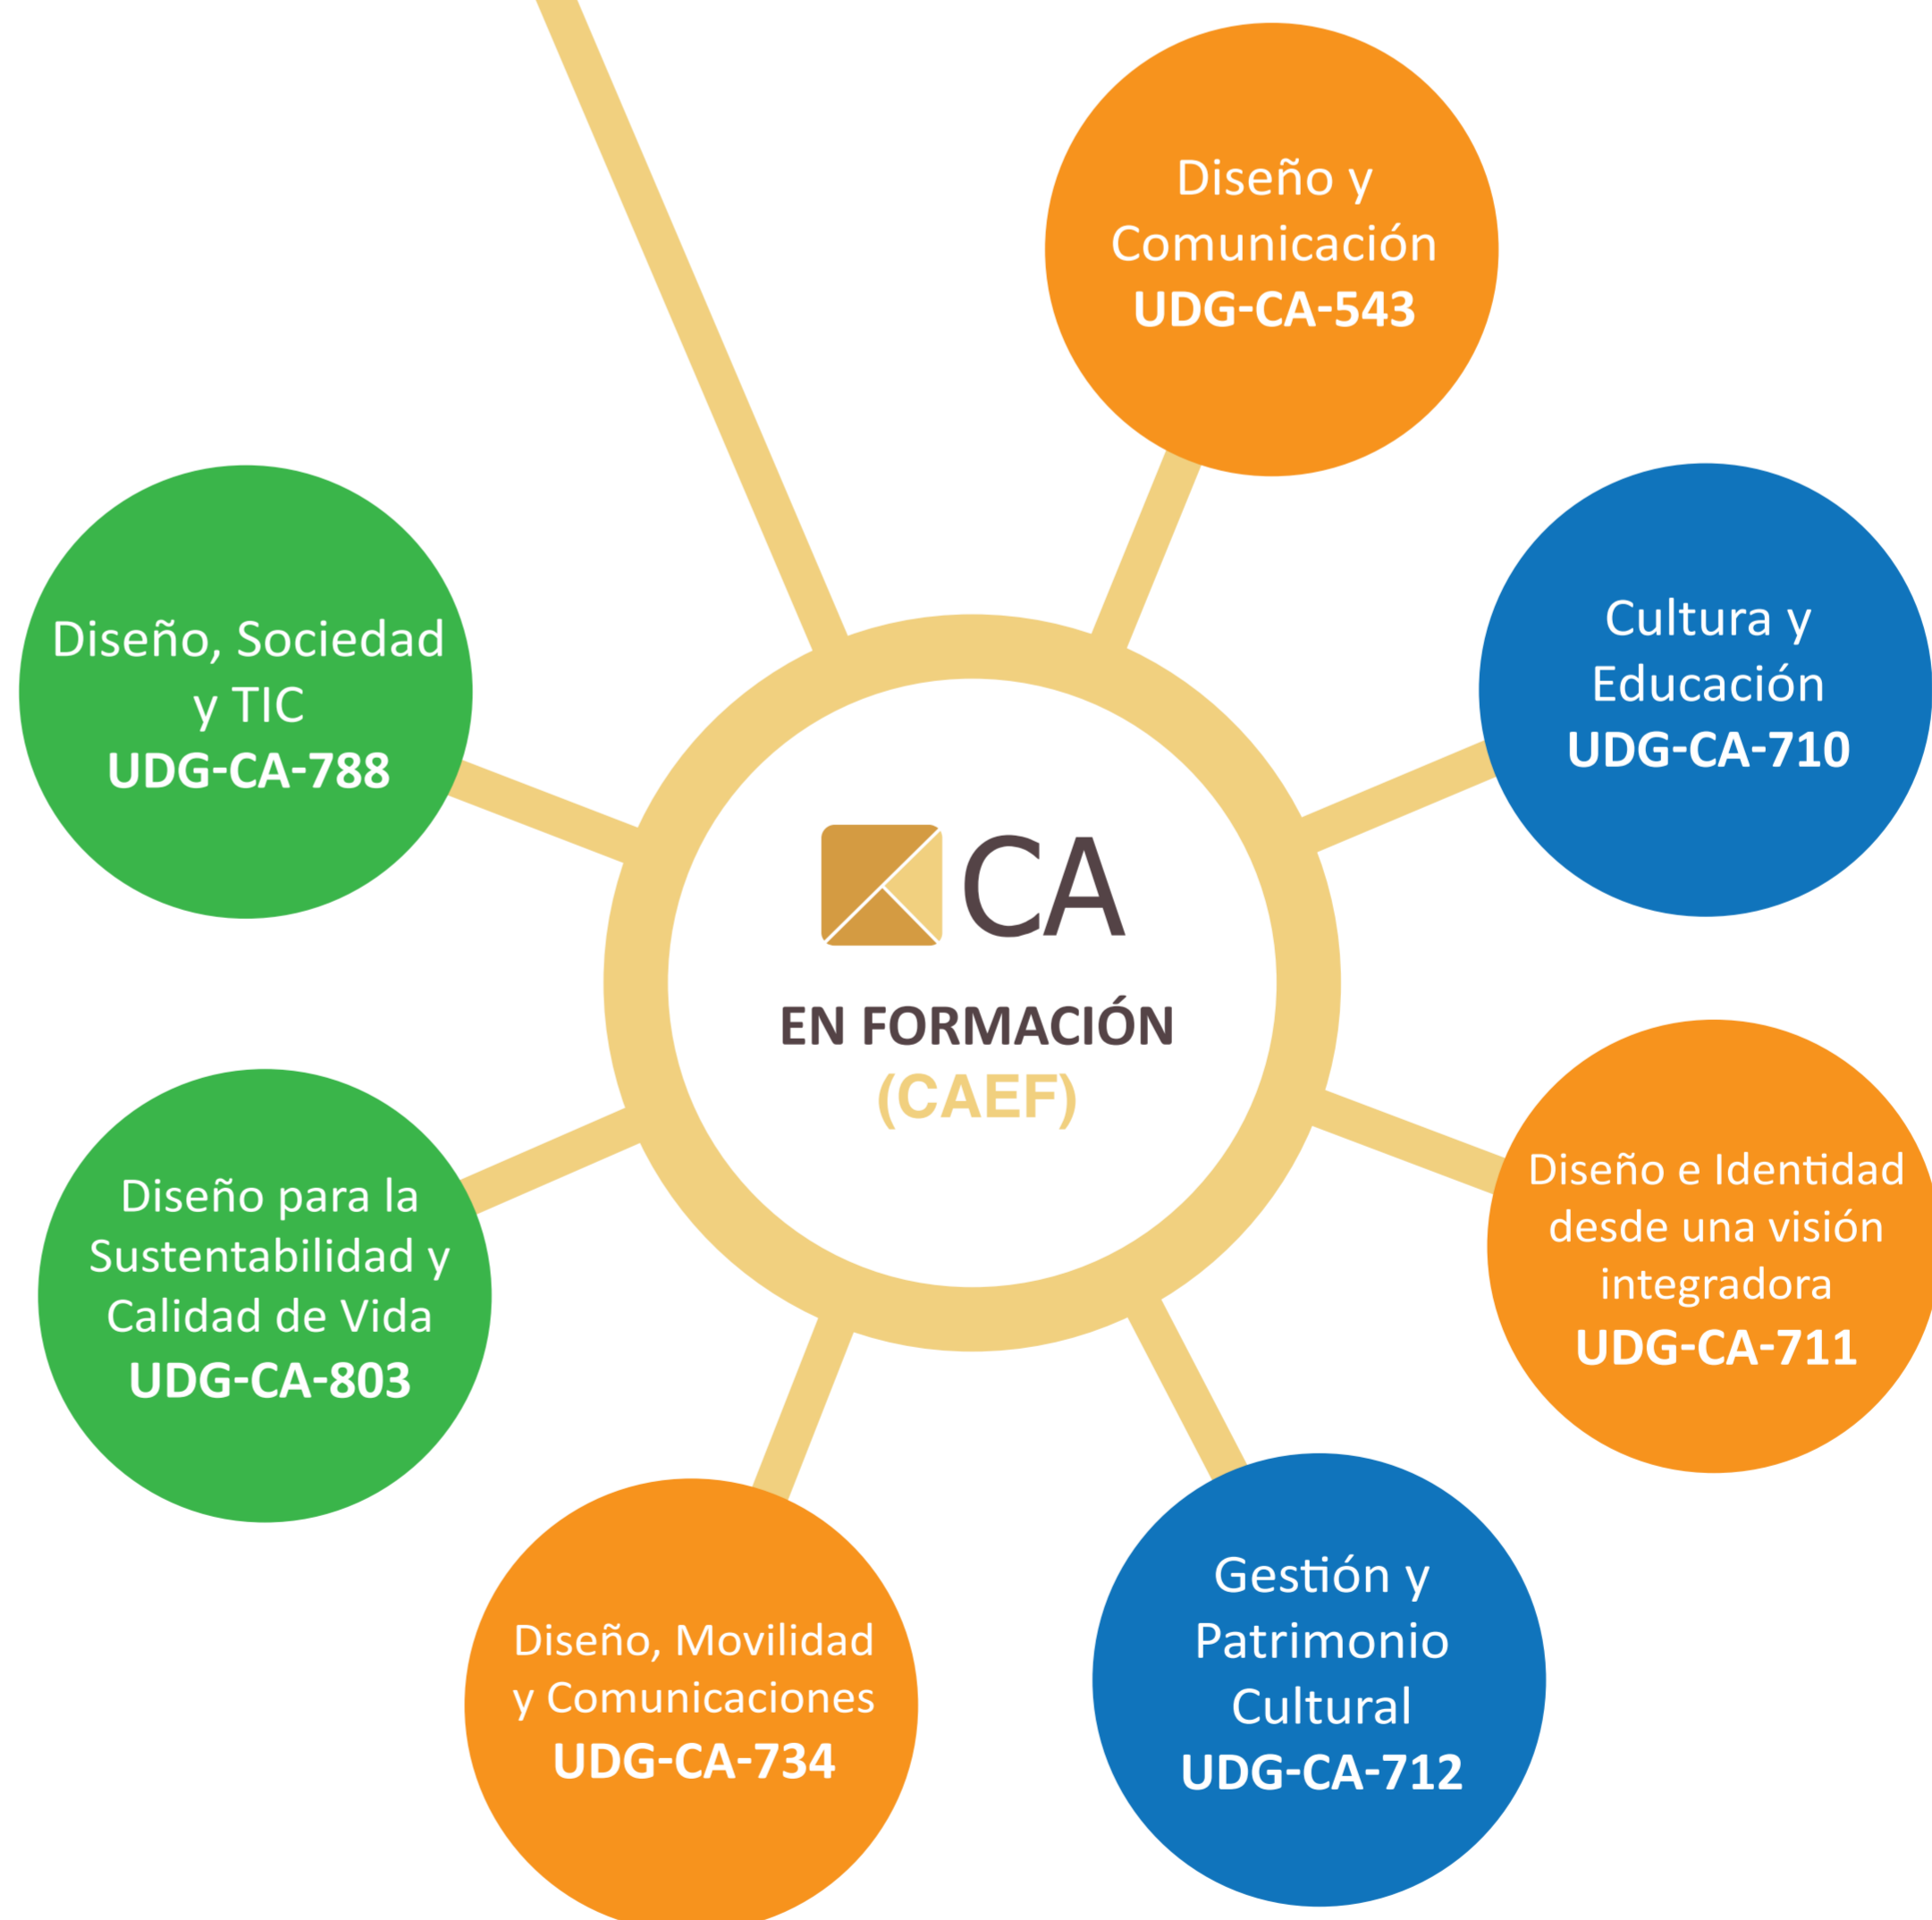 Diseño y
Comunicación
UDG-CA-543
Cultura y
Educación
UDG-CA-710
Diseño, Sociedad
y TIC
UDG-CA-788
CA
EN FORMACIÓN
(CAEF)
Diseño e Identidad
desde una visión
integradora
UDG-CA-711
Diseño para la
Sustentabilidad y
Calidad de Vida
UDG-CA-803
Gestión y
Patrimonio
Cultural
UDG-CA-712
Diseño, Movilidad
y Comunicaciones
UDG-CA-734